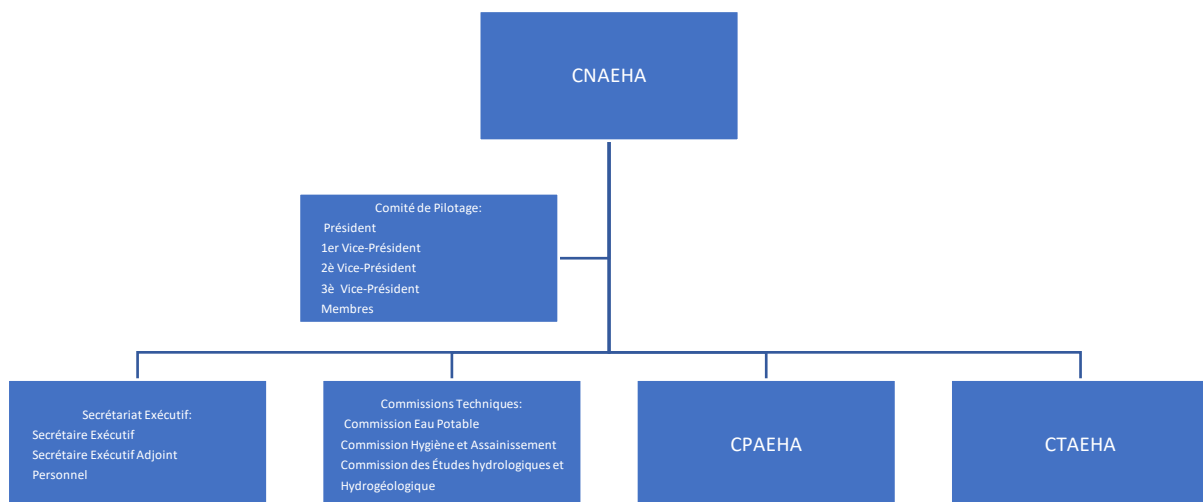 CNAEHA
Comité de Pilotage:
Président
1er Vice-Président
2è Vice-Président
3è Vice-Président
Membres
Secrétariat Exécutif:
Secrétaire Exécutif
Secrétaire Exécutif Adjoint
Personnel
Commissions Techniques:
Commission Eau Potable
Commission Hygiène et Assainissement
Commission des Études hydrologiques et
Hydrogéologique
CPAEHA
CTAEHA